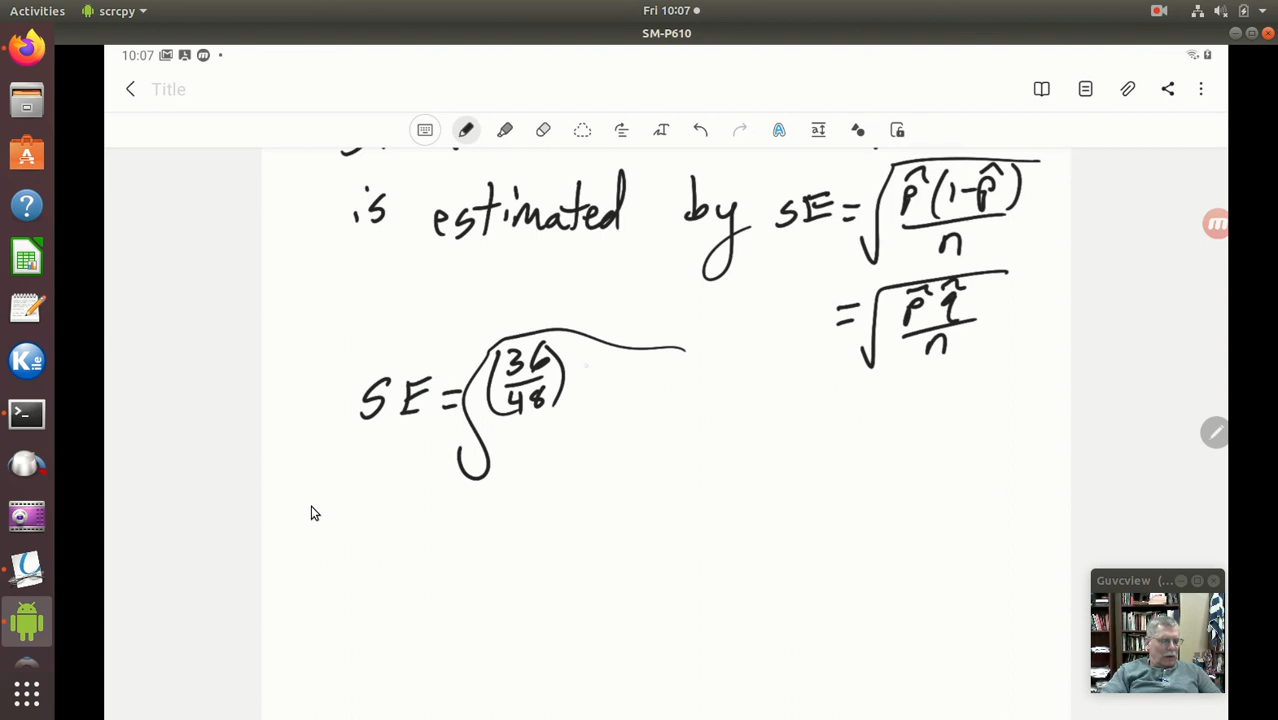 Activities scrcpy Fri 10:07
SM-P610
10:07
Title
is estimated by SE = √(p̂(1-p̂)/n)
= √(p̂q̂/n)
SE = √((36/48)
Guvcview (...